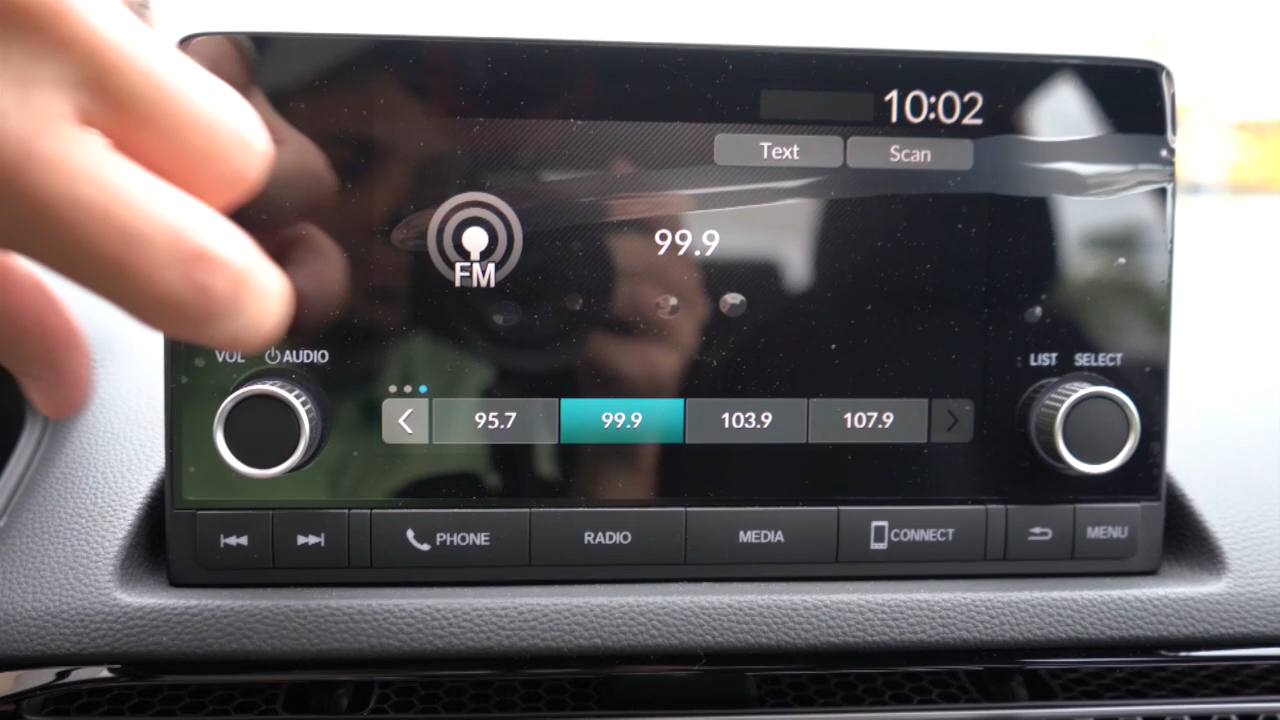 10:02
Text Scan
FM
99.9
VOL AUDIO
LIST SELECT
95.7 99.9 103.9 107.9
PHONE RADIO MEDIA CONNECT MENU